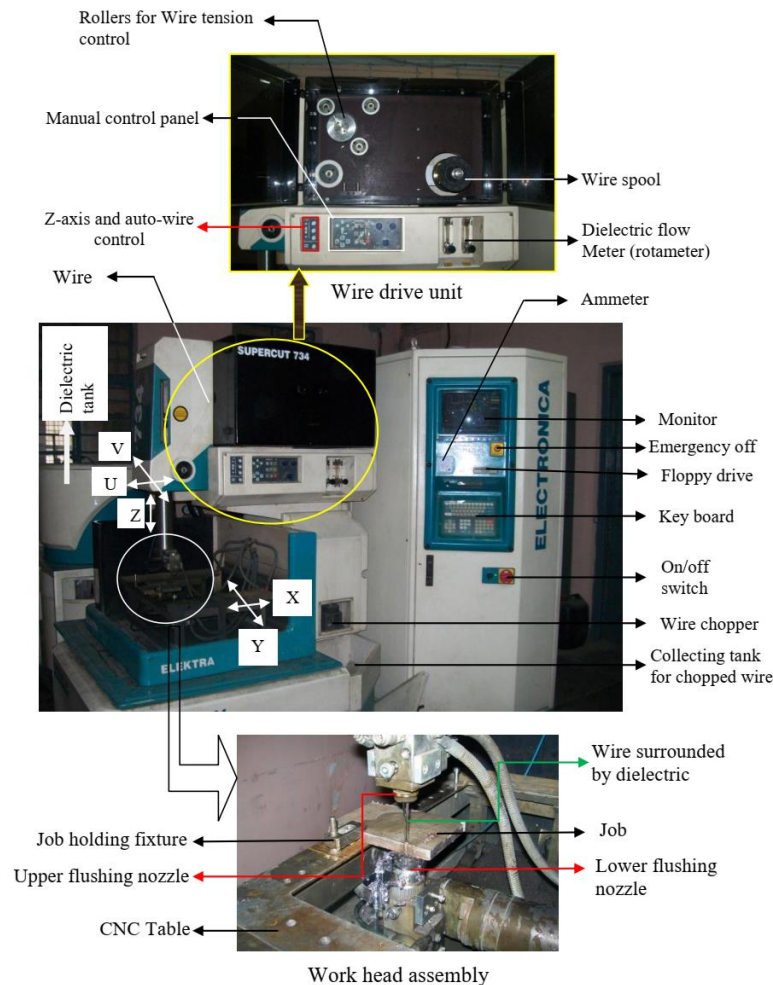 Rollers for Wire tension
control
Manual control panel
Wire spool
Z-axis and auto-wire
control
Dielectric flow
Meter (rotameter)
Wire
Wire drive unit
Ammeter
SUPERCUT 734
Dielectric
tank
734
Monitor
Emergency off
V
Floppy drive
U
ELECTRONICA
Z
Key board
On/off
switch
X
Wire chopper
Y
ELEKTRA
Collecting tank
for chopped wire
Wire surrounded
by dielectric
Job holding fixture
Job
Upper flushing nozzle
Lower flushing
nozzle
CNC Table
Work head assembly